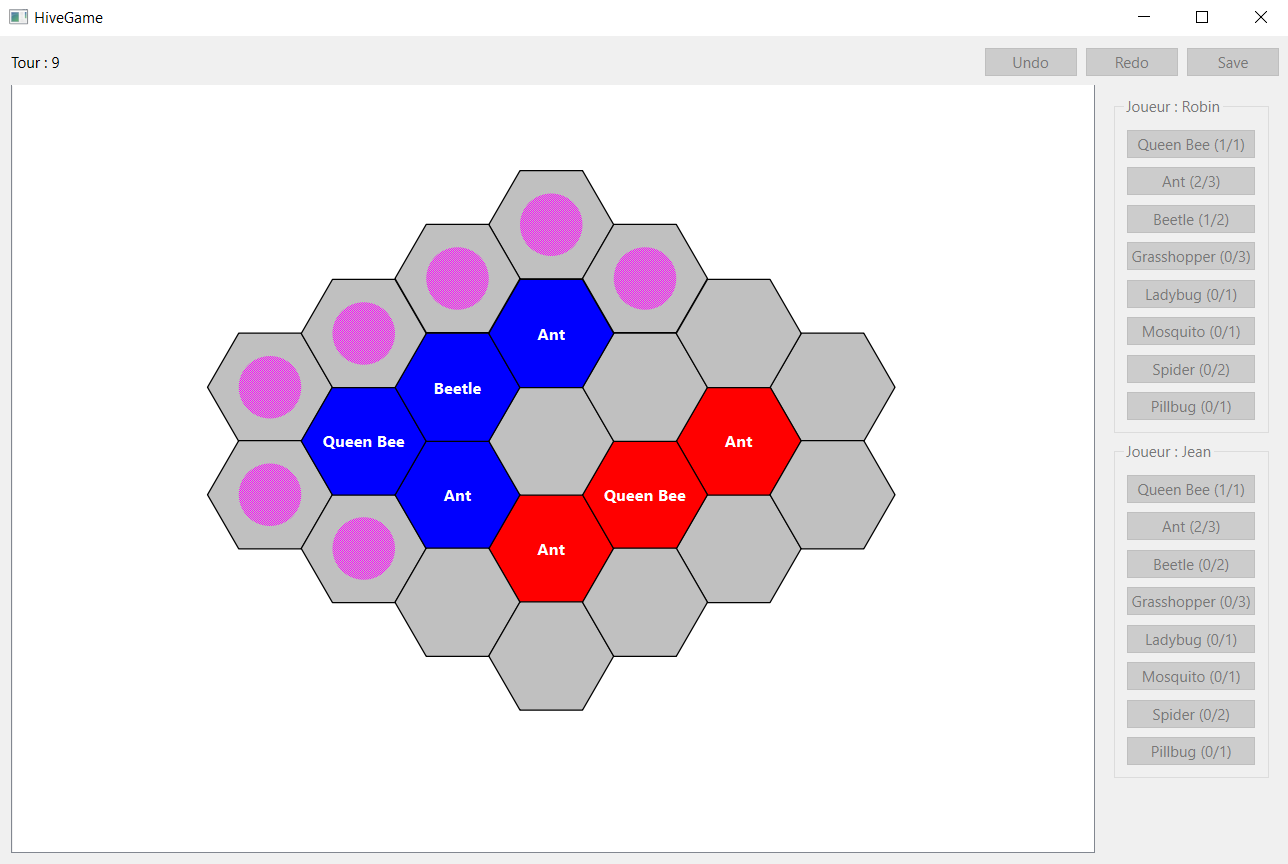 HiveGame
Tour : 9
Undo
Redo
Save
Joueur : Robin
Queen Bee (1/1)
Ant (2/3)
Beetle (1/2)
Grasshopper (0/3)
Ladybug (0/1)
Mosquito (0/1)
Spider (0/2)
Pillbug (0/1)
Joueur : Jean
Queen Bee (1/1)
Ant (2/3)
Beetle (0/2)
Grasshopper (0/3)
Ladybug (0/1)
Mosquito (0/1)
Spider (0/2)
Pillbug (0/1)
Ant
Beetle
Queen Bee
Ant
Ant
Queen Bee
Ant